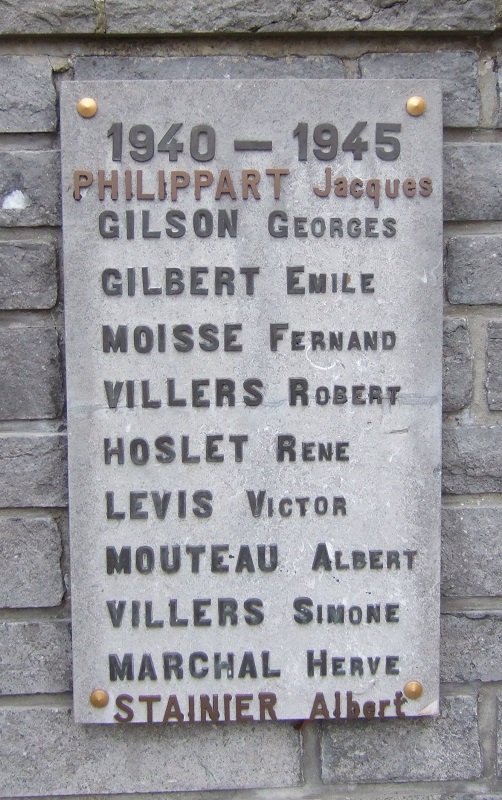 1940 — 1945
PHILIPPART Jacques
GILSON GEORGES
GILBERT EMILE
MOISSE FERNAND
VILLERS ROBERT
HOSLET RENE
LEVIS VICTOR
MOUTEAU ALBERT
VILLERS SIMONE
MARCHAL HERVE
STAINIER Albert